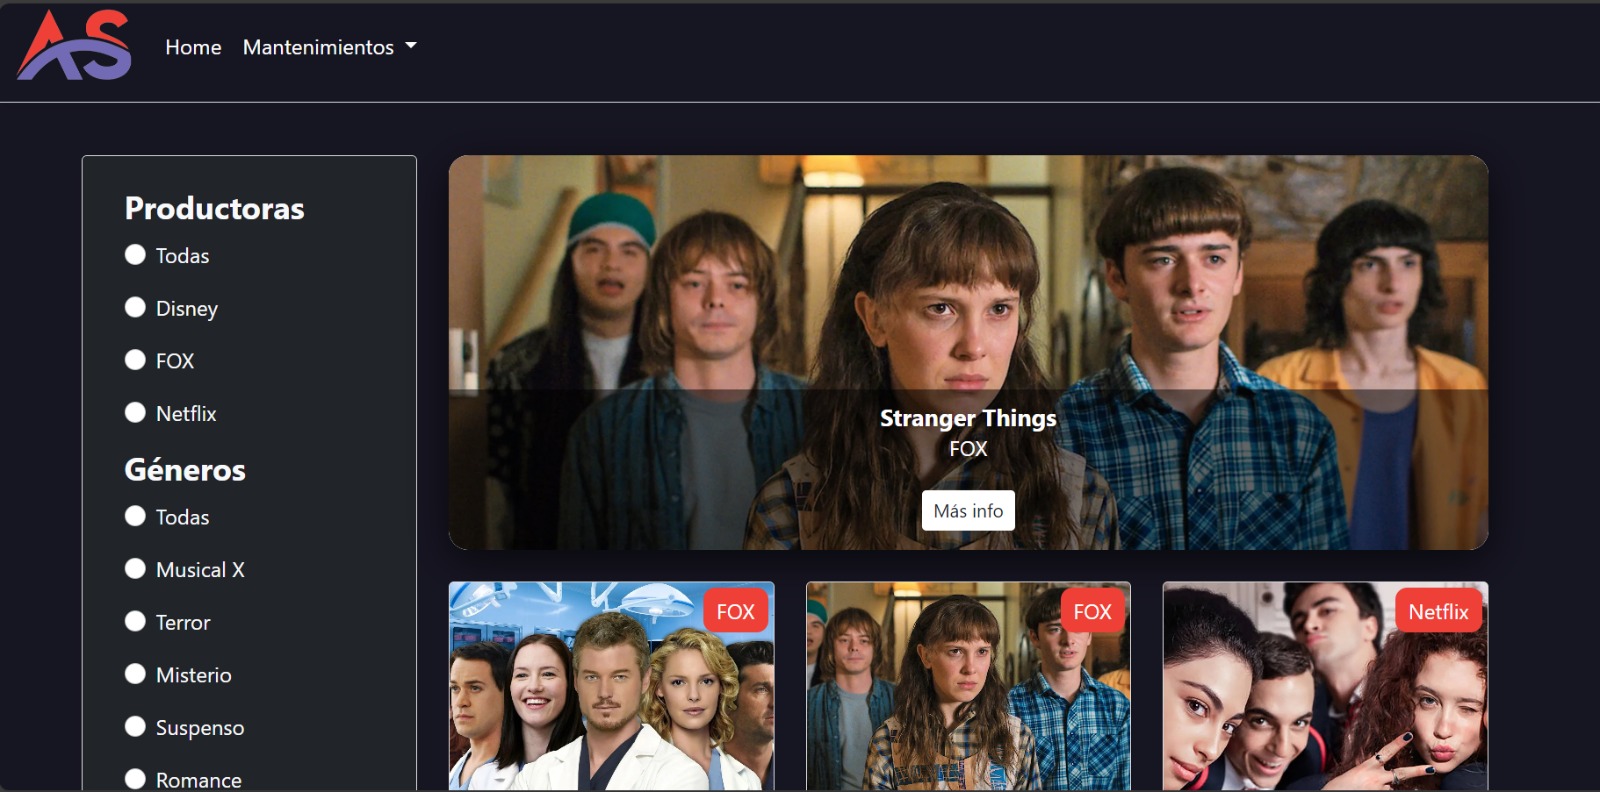 AS
Home Mantenimientos
Productoras
Todas
Disney
FOX
Netflix
Géneros
Todas
Musical X
Terror
Misterio
Suspenso
Romance
Stranger Things
FOX
Más info
FOX
FOX
Netflix